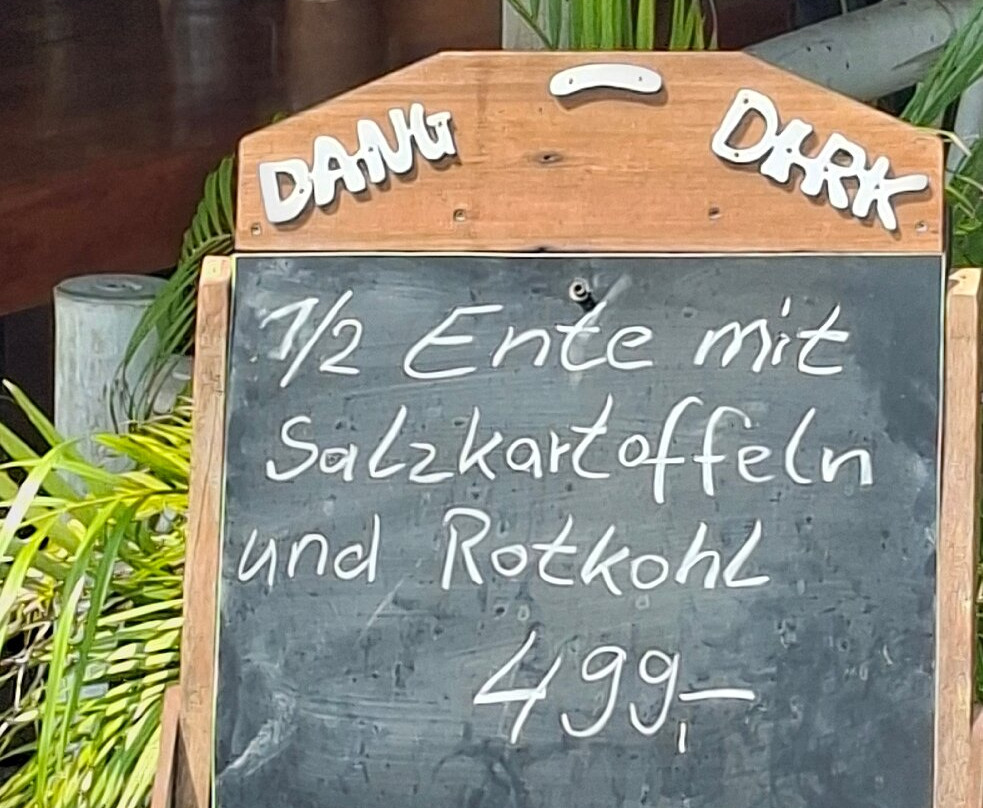 DANG - DIRK
1/2 Ente mit
Salzkartoffeln
und Rotkohl
499,-